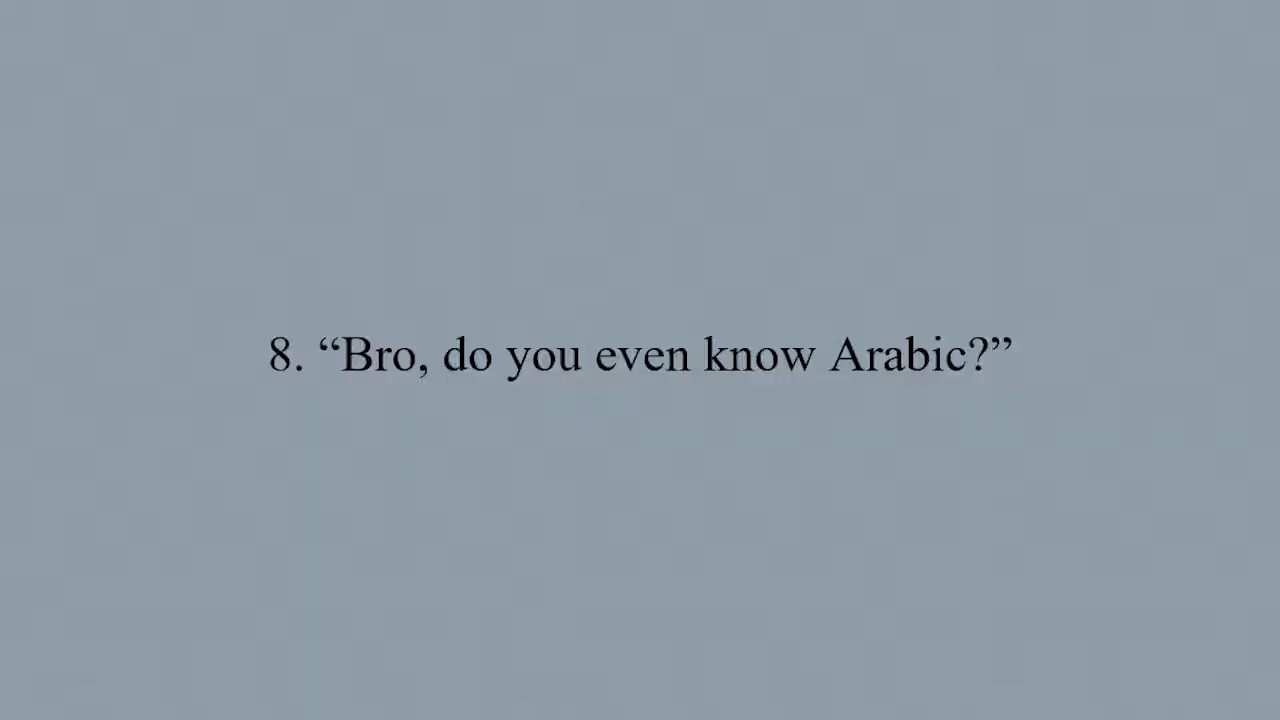 8. “Bro, do you even know Arabic?”